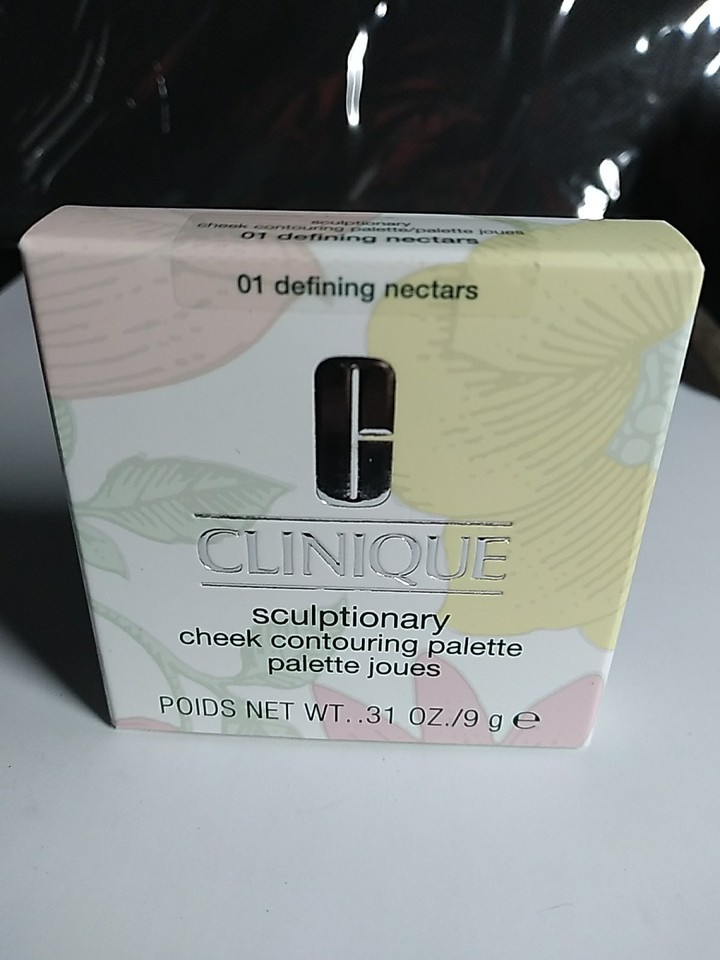 sculptionary
cheek contouring palette/palette joues
01 defining nectars
01 defining nectars
CLINIQUE
sculptionary
cheek contouring palette
palette joues
POIDS NET WT. .31 OZ./9 g ℮